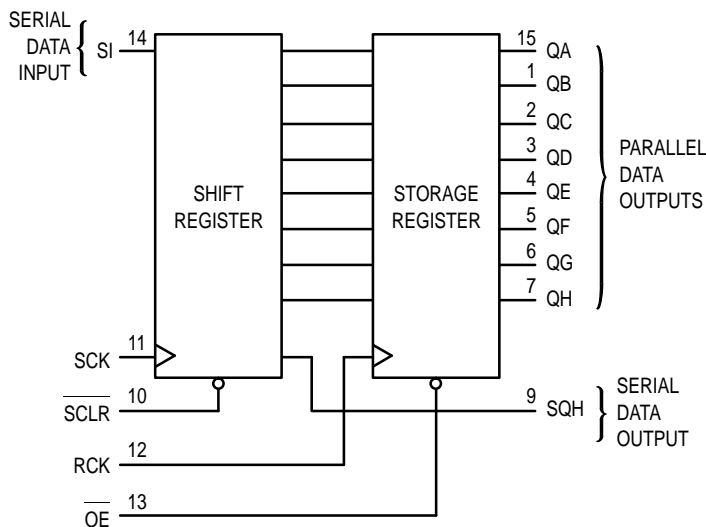 SERIAL
DATA
INPUT
SI 14
SHIFT
REGISTER
STORAGE
REGISTER
15 QA
1 QB
2 QC
3 QD
4 QE
5 QF
6 QG
7 QH
PARALLEL
DATA
OUTPUTS
SCK 11
SCLR 10
RCK 12
OE 13
9 SQH
SERIAL
DATA
OUTPUT